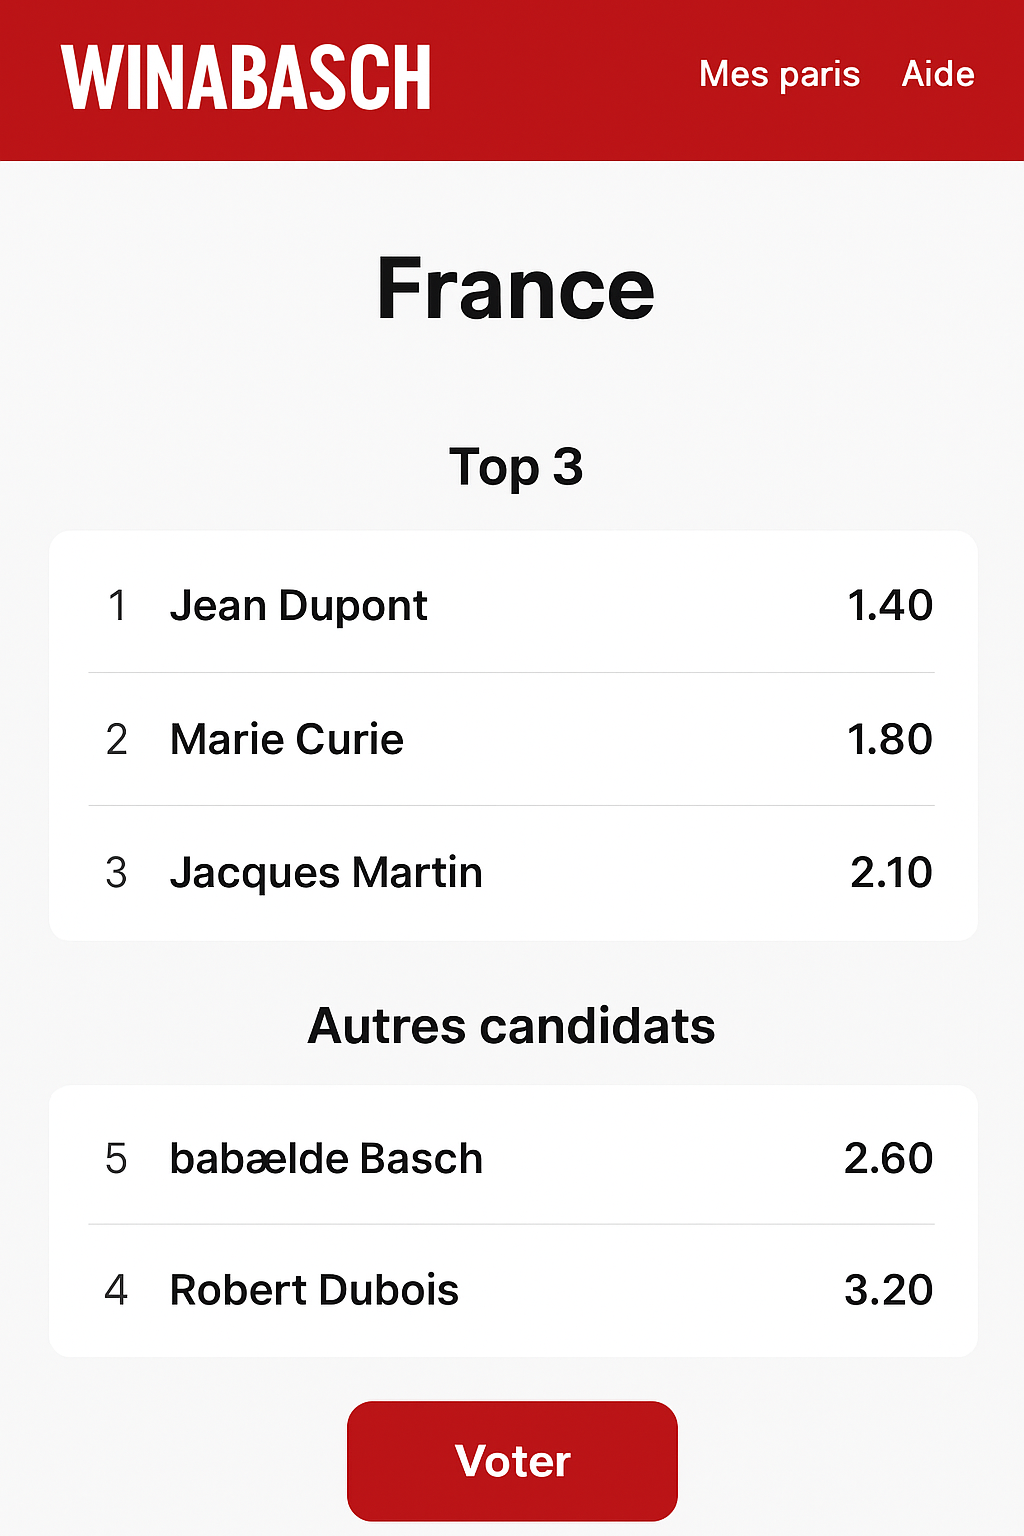 WINABASCH
Mes paris Aide
France
Top 3
1 Jean Dupont 1.40
2 Marie Curie 1.80
3 Jacques Martin 2.10
Autres candidats
5 babælde Basch 2.60
4 Robert Dubois 3.20
Voter